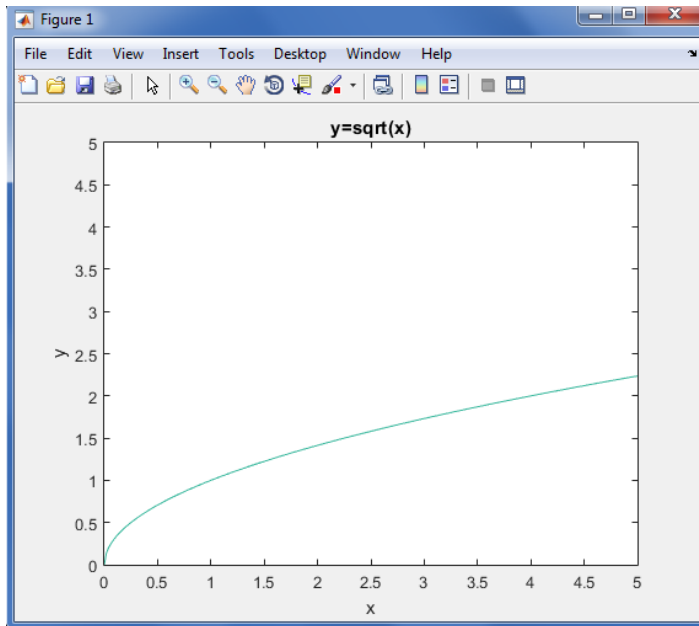 Figure 1
File Edit View Insert Tools Desktop Window Help
y=sqrt(x)
5
4.5
4
3.5
3
2.5
2
1.5
1
0.5
0
y
0 0.5 1 1.5 2 2.5 3 3.5 4 4.5 5
x